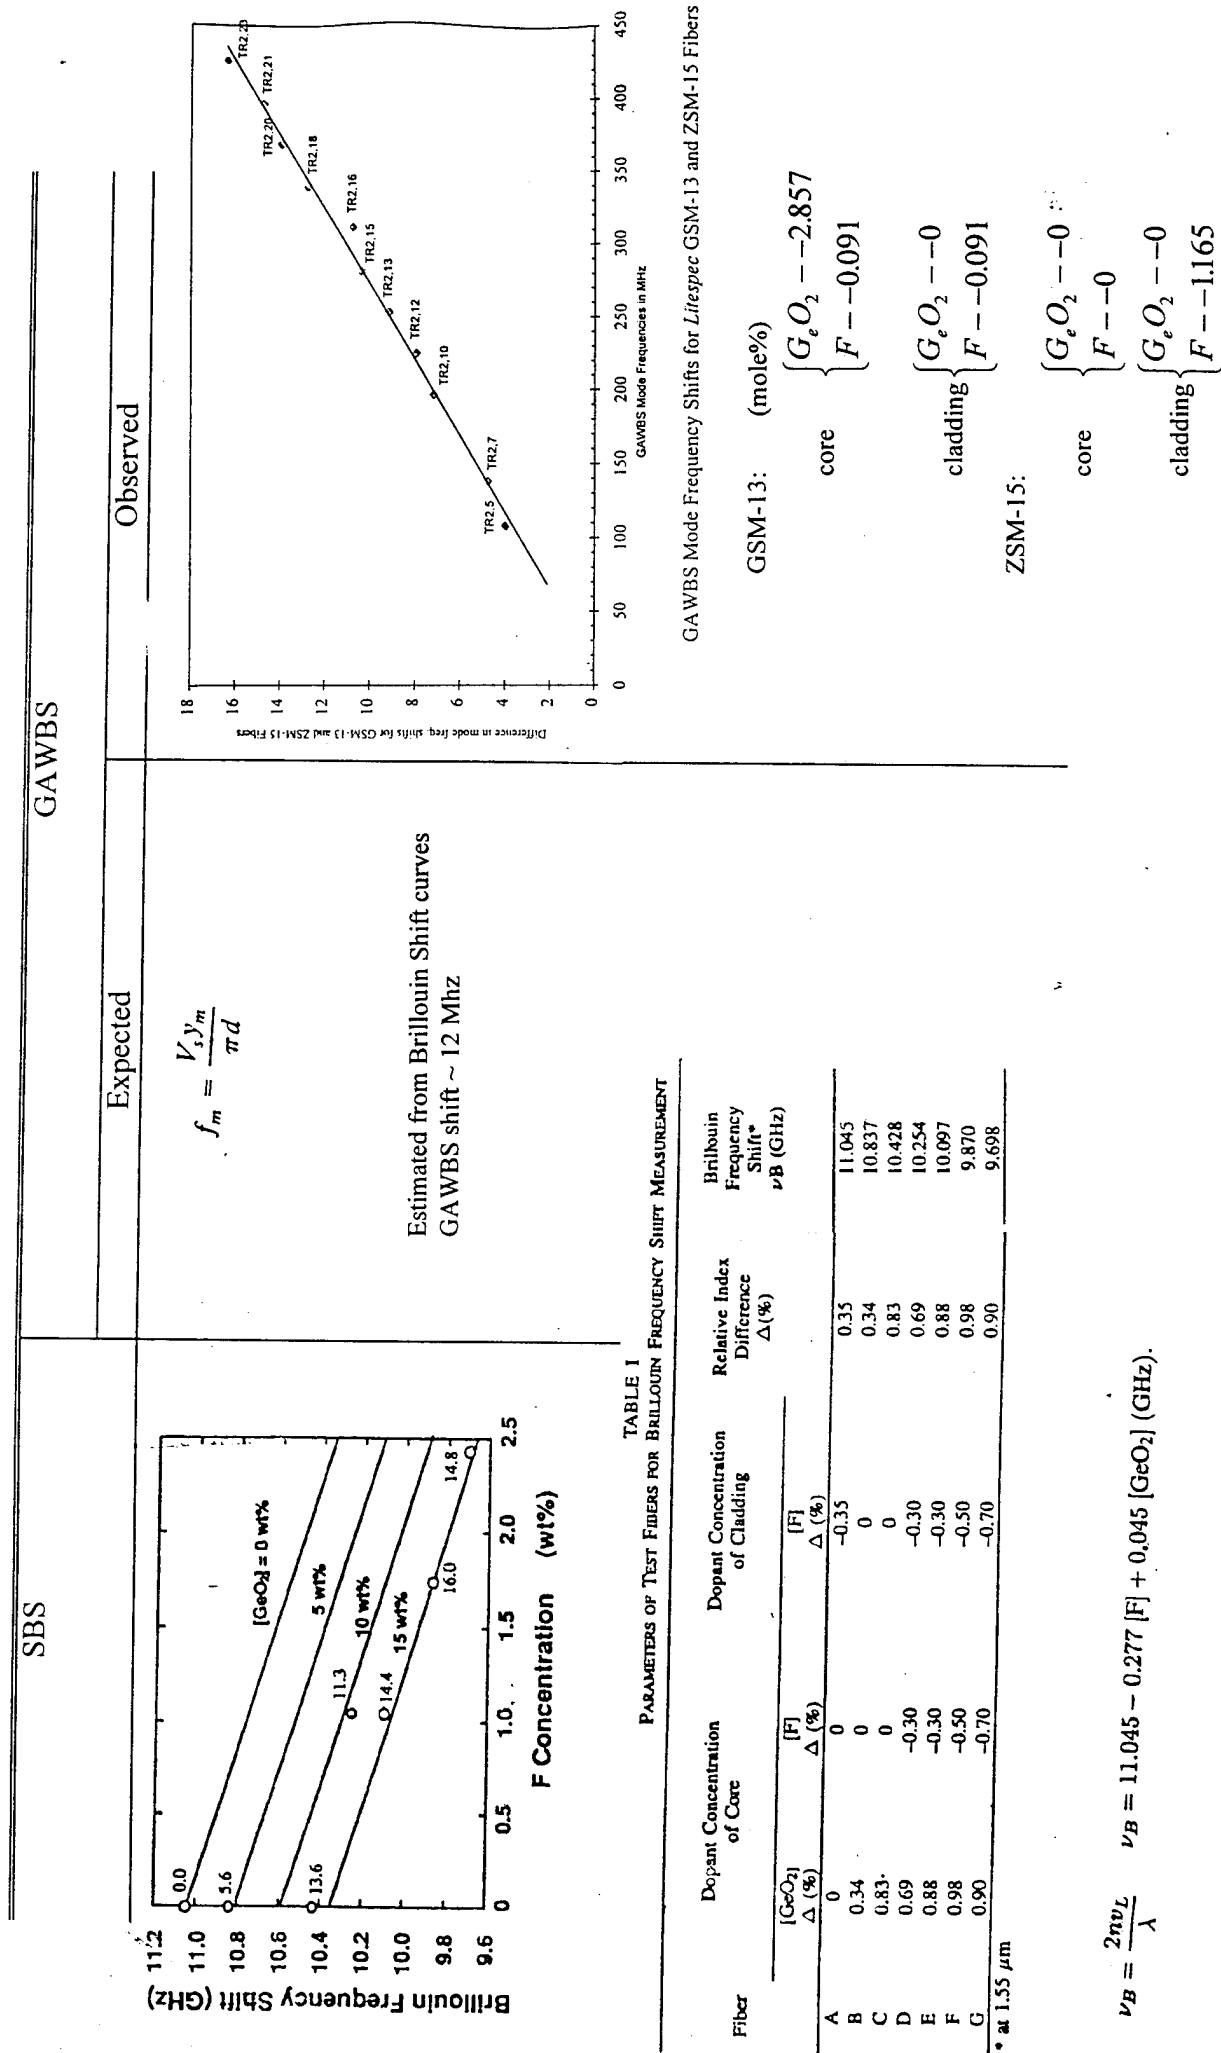 SBS
GAWBS
Expected
Observed
Brillouin Frequency Shift (GHz)
11.2
11.0
10.8
10.6
10.4
10.2
10.0
9.8
9.6
0.0
5.6
13.6
11.3
14.4
16.0
14.8
[GeO2] = 0 wt%
5 wt%
10 wt%
15 wt%
0
0.5
1.0
1.5
2.0
2.5
F Concentration (wt%)
f_m = V_s y_m / π d
Estimated from Brillouin Shift curves
GAWBS shift ~ 12 Mhz
Difference in mode freq. shifts for GSM-13 and ZSM-15 Fibers
18
16
14
12
10
8
6
4
2
0
TR2,5
TR2,7
TR2,10
TR2,12
TR2,13
TR2,15
TR2,16
TR2,18
TR2,20
TR2,21
TR2,23
0 50 100 150 200 250 300 350 400 450
GAWBS Mode Frequencies in MHz
GAWBS Mode Frequency Shifts for Litespec GSM-13 and ZSM-15 Fibers
GSM-13: (mole%)
core { GeO2 −−2.857
F −−0.091
cladding { GeO2 −−0
F −−0.091
ZSM-15:
core { GeO2 −−0
F −−0
cladding { GeO2 −−0
F −−1.165
TABLE I
PARAMETERS OF TEST FIBERS FOR BRILLOUIN FREQUENCY SHIFT MEASUREMENT
Fiber
Dopant Concentration of Core
[GeO2] Δ (%)
[F] Δ (%)
Dopant Concentration of Cladding
[F] Δ (%)
Relative Index Difference Δ(%)
Brillouin Frequency Shift* νB (GHz)
A 0 0 −0.35 0.35 11.045
B 0.34 0 0 0.34 10.837
C 0.83 0 0 0.83 10.428
D 0.69 −0.30 −0.30 0.69 10.254
E 0.88 −0.30 −0.30 0.88 10.097
F 0.98 −0.50 −0.50 0.98 9.870
G 0.90 −0.70 −0.70 0.90 9.698
* at 1.55 μm
ν_B = 2nν_L / λ ν_B = 11.045 − 0.277 [F] + 0.045 [GeO2] (GHz).